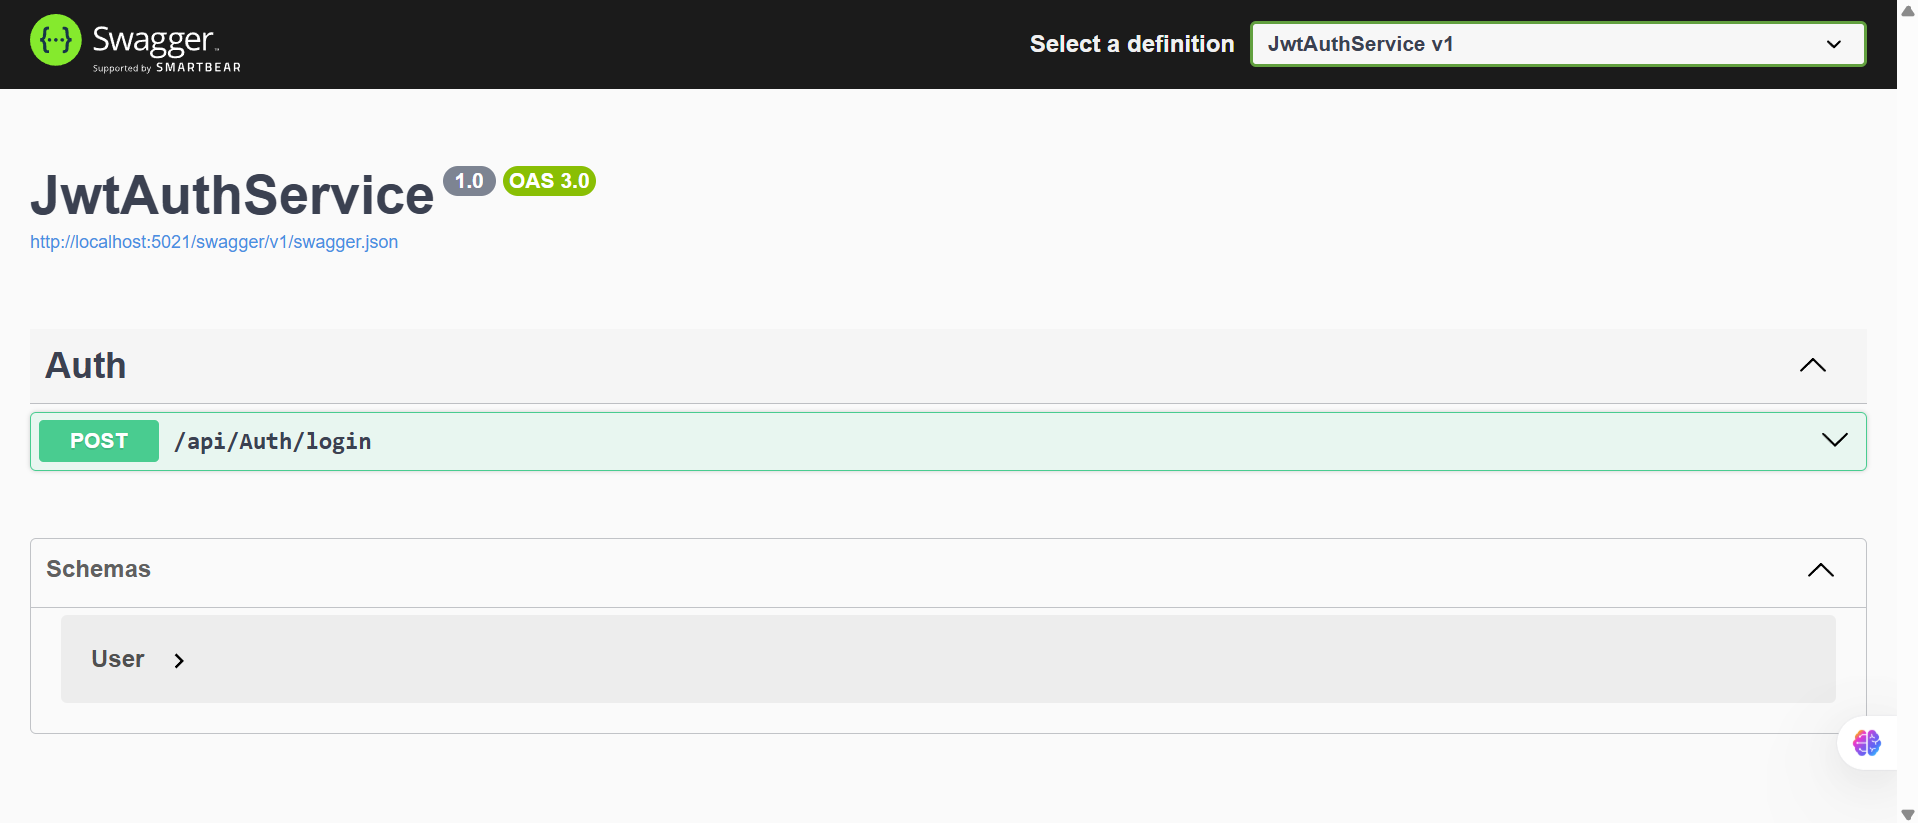 Swagger
Supported by SMARTBEAR
Select a definition
JwtAuthService v1
JwtAuthService 1.0 OAS 3.0
http://localhost:5021/swagger/v1/swagger.json
Auth
POST /api/Auth/login
Schemas
User